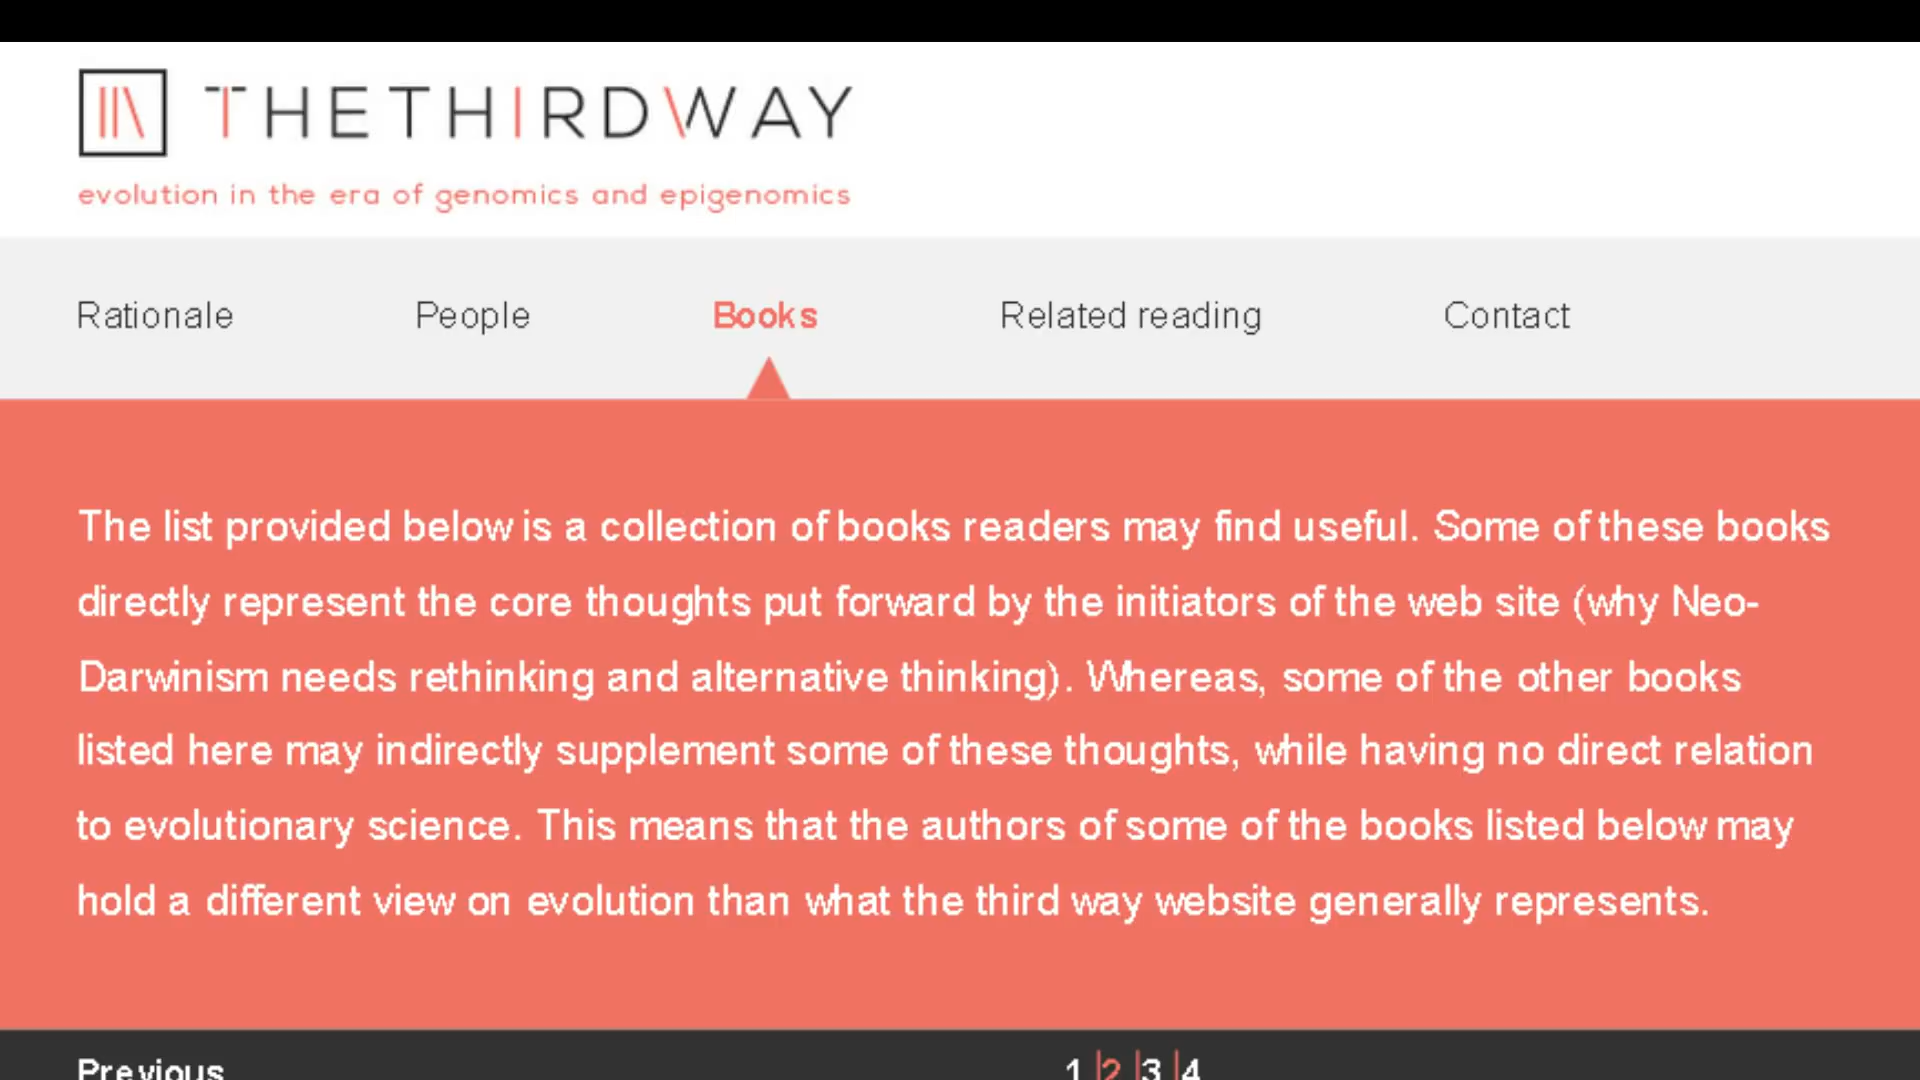 THETHIRDWAY
evolution in the era of genomics and epigenomics
Rationale People Books Related reading Contact
The list provided below is a collection of books readers may find useful. Some of these books
directly represent the core thoughts put forward by the initiators of the web site (why Neo-
Darwinism needs rethinking and alternative thinking). Whereas, some of the other books
listed here may indirectly supplement some of these thoughts, while having no direct relation
to evolutionary science. This means that the authors of some of the books listed below may
hold a different view on evolution than what the third way website generally represents.
Previous 1 |2 |3 |4